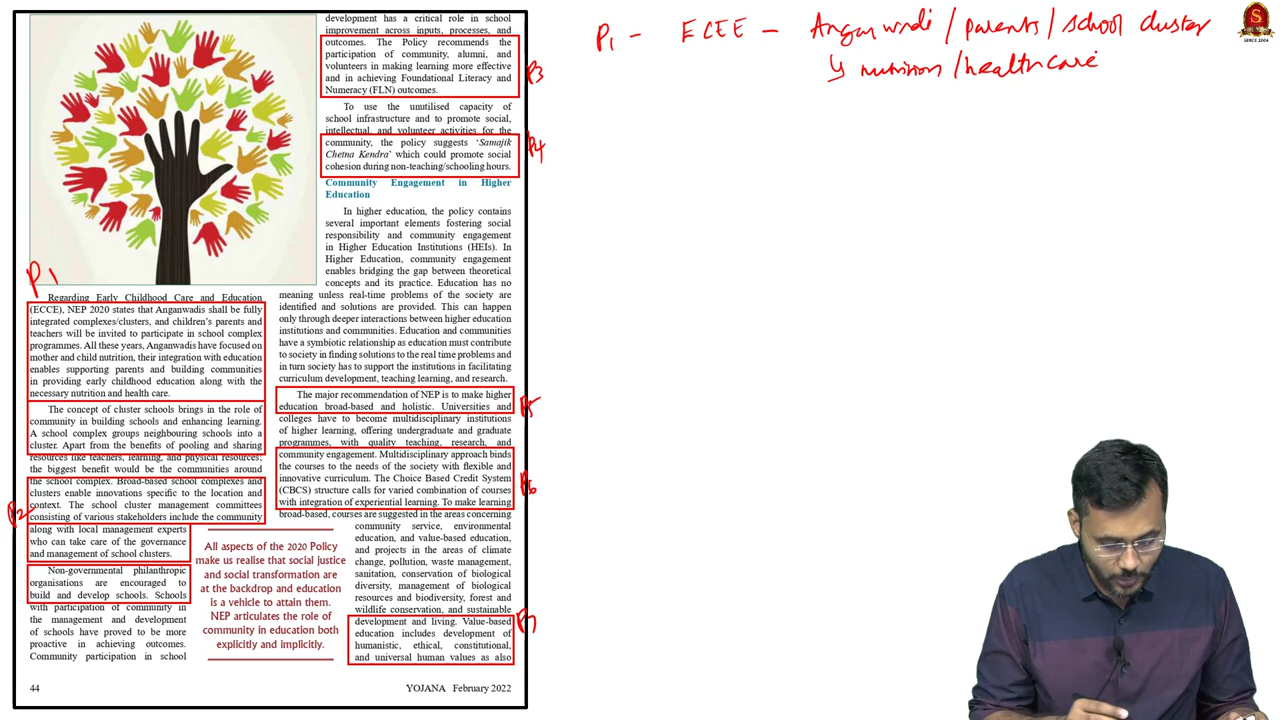 P1 - ECEE - Anganwadi / parents / school cluster
↳ nutrition / healthcare
SINCE 2004
P1
Regarding Early Childhood Care and Education
(ECCE), NEP 2020 states that Anganwadis shall be fully
integrated complexes/clusters, and children's parents and
teachers will be invited to participate in school complex
programmes. All these years, Anganwadis have focused on
mother and child nutrition, their integration with education
enables supporting parents and building communities
in providing early childhood education along with the
necessary nutrition and health care.
The concept of cluster schools brings in the role of
community in building schools and enhancing learning.
A school complex groups neighbouring schools into a
cluster. Apart from the benefits of pooling and sharing
resources like teachers, learning, and physical resources;
the biggest benefit would be the communities around
the school complex. Broad-based school complexes and
clusters enable innovations specific to the location and
context. The school cluster management committees
P2
consisting of various stakeholders include the community
along with local management experts
who can take care of the governance
and management of school clusters.
Non-governmental philanthropic
organisations are encouraged to
build and develop schools. Schools
with participation of community in
the management and development
of schools have proved to be more
proactive in achieving outcomes.
Community participation in school
All aspects of the 2020 Policy
make us realise that social justice
and social transformation are
at the backdrop and education
is a vehicle to attain them.
NEP articulates the role of
community in education both
explicitly and implicitly.
development has a critical role in school
improvement across inputs, processes, and
outcomes. The Policy recommends the
participation of community, alumni, and
volunteers in making learning more effective
and in achieving Foundational Literacy and
Numeracy (FLN) outcomes.
P3
To use the unutilised capacity of
school infrastructure and to promote social,
intellectual, and volunteer activities for the
community, the policy suggests 'Samajik
Chetna Kendra' which could promote social
cohesion during non-teaching/schooling hours.
P4
Community Engagement in Higher
Education
In higher education, the policy contains
several important elements fostering social
responsibility and community engagement
in Higher Education Institutions (HEIs). In
Higher Education, community engagement
enables bridging the gap between theoretical
concepts and its practice. Education has no
meaning unless real-time problems of the society are
identified and solutions are provided. This can happen
only through deeper interactions between higher education
institutions and communities. Education and communities
have a symbiotic relationship as education must contribute
to society in finding solutions to the real time problems and
in turn society has to support the institutions in facilitating
curriculum development, teaching learning, and research.
The major recommendation of NEP is to make higher
education broad-based and holistic. Universities and
P5
colleges have to become multidisciplinary institutions
of higher learning, offering undergraduate and graduate
programmes, with quality teaching, research, and
community engagement. Multidisciplinary approach binds
the courses to the needs of the society with flexible and
innovative curriculum. The Choice Based Credit System
(CBCS) structure calls for varied combination of courses
P6
with integration of experiential learning. To make learning
broad-based, courses are suggested in the areas concerning
community service, environmental
education, and value-based education,
and projects in the areas of climate
change, pollution, waste management,
sanitation, conservation of biological
diversity, management of biological
resources and biodiversity, forest and
wildlife conservation, and sustainable
development and living. Value-based
P7
education includes development of
humanistic, ethical, constitutional,
and universal human values as also
44
YOJANA February 2022